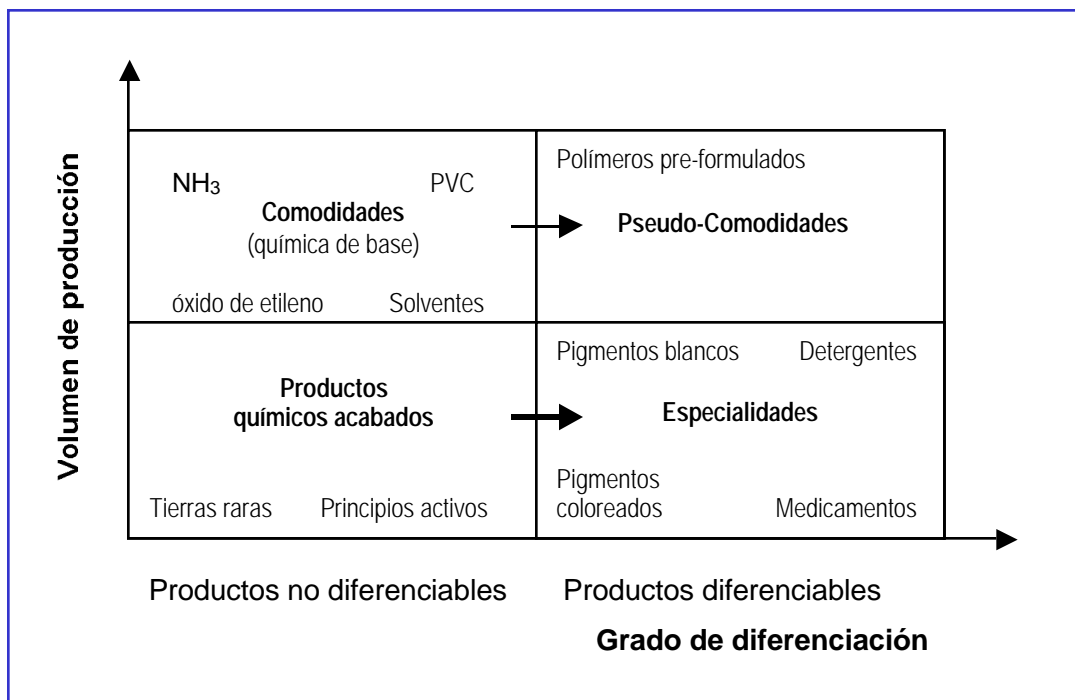 Volumen de producción
NH₃ PVC
Comodidades
(química de base)
óxido de etileno Solventes
Polímeros pre-formulados
Pseudo-Comodidades
Productos
químicos acabados
Tierras raras Principios activos
Pigmentos blancos Detergentes
Especialidades
Pigmentos
coloreados Medicamentos
Productos no diferenciables Productos diferenciables
Grado de diferenciación